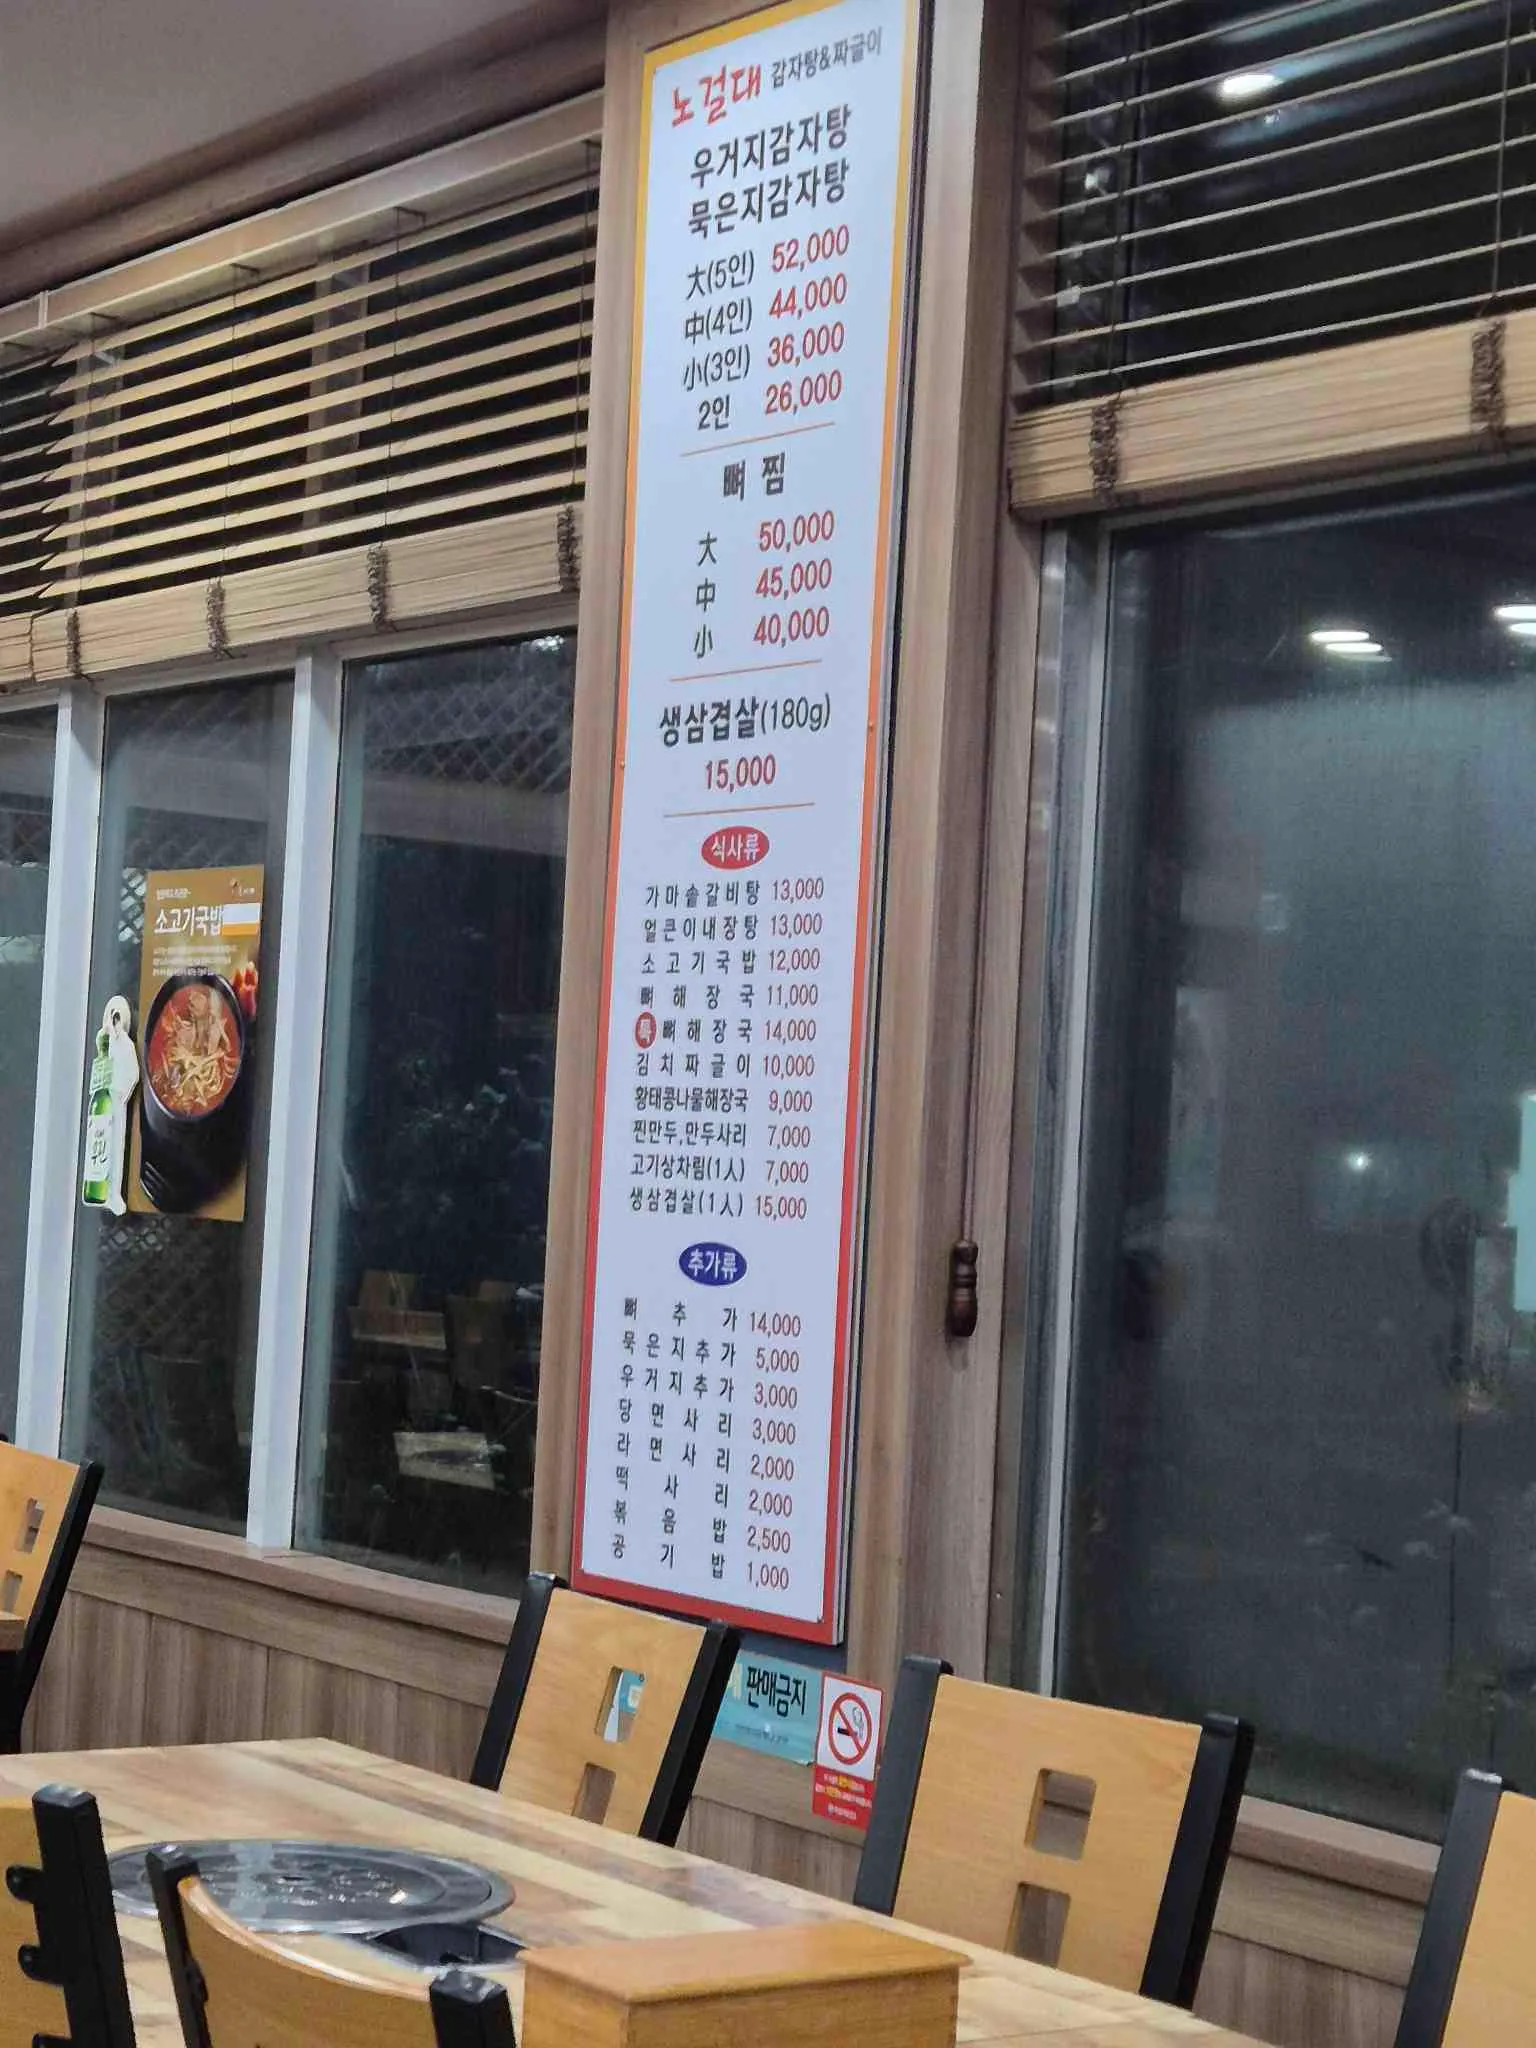 노걸대 감자탕&짜글이
우거지감자탕
묵은지감자탕
大(5인) 52,000
中(4인) 44,000
小(3인) 36,000
2인 26,000
뼈찜
大 50,000
中 45,000
小 40,000
생삼겹살(180g)
15,000
식사류
가마솥갈비탕 13,000
얼큰이내장탕 13,000
소고기국밥 12,000
뼈해장국 11,000
특 뼈해장국 14,000
김치짜글이 10,000
황태콩나물해장국 9,000
찐만두,만두사리 7,000
고기상차림(1人) 7,000
생삼겹살(1人) 15,000
추가류
뼈추가 14,000
묵은지추가 5,000
우거지추가 3,000
당면사리 3,000
라면사리 2,000
떡사리 2,000
볶음밥 2,500
공기밥 1,000
소고기국밥
판매금지